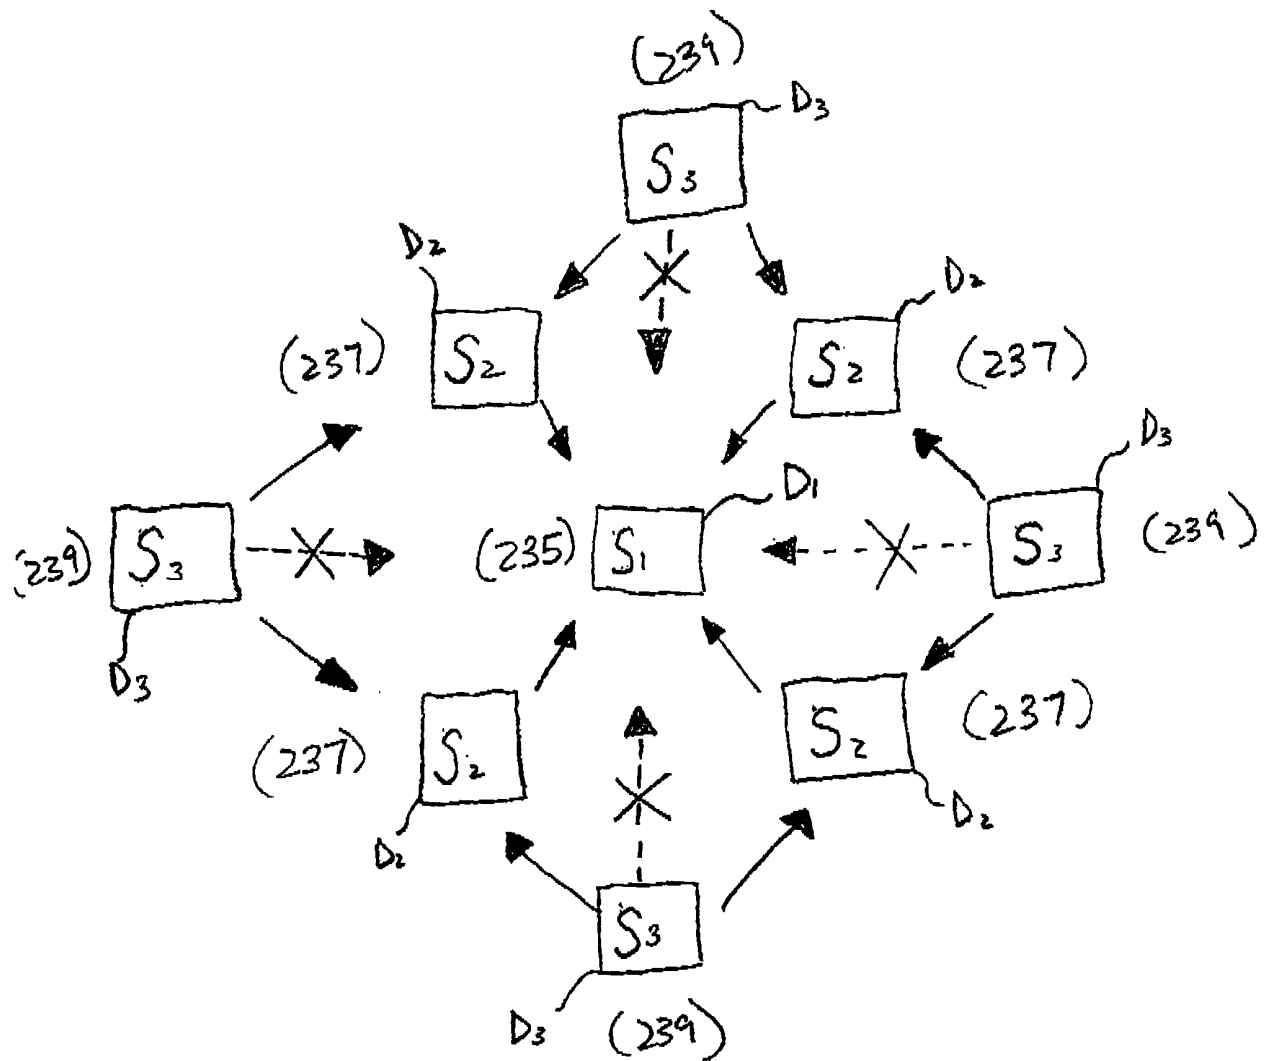 (239)
D3
S3
D2
D2
(237)
S2
S2
(237)
D3
D1
(239)
S3
(235)
S1
S3
(239)
D3
(237)
S2
S2
(237)
D2
D2
S3
D3
(239)